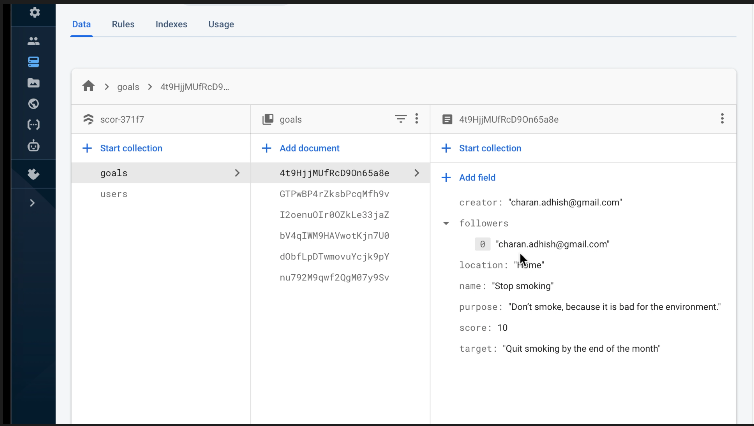 Data Rules Indexes Usage
goals 4t9HjjMUfRcD9...
scor-371f7
goals
4t9HjjMUfRcD9On65a8e
Start collection
Add document
Start collection
goals
users
4t9HjjMUfRcD9On65a8e
GTPwBP4rZksbPcqMfh9v
I2oenuOIr0OZkLe33jaZ
bV4qIWM9HAVwotKjn7U0
dObfLpDTwmovuYcjk9pY
nu792M9qwf2QgM07y9Sv
Add field
creator: "charan.adhish@gmail.com"
followers
0 "charan.adhish@gmail.com"
location: "Home"
name: "Stop smoking"
purpose: "Don't smoke, because it is bad for the environment."
score: 10
target: "Quit smoking by the end of the month"